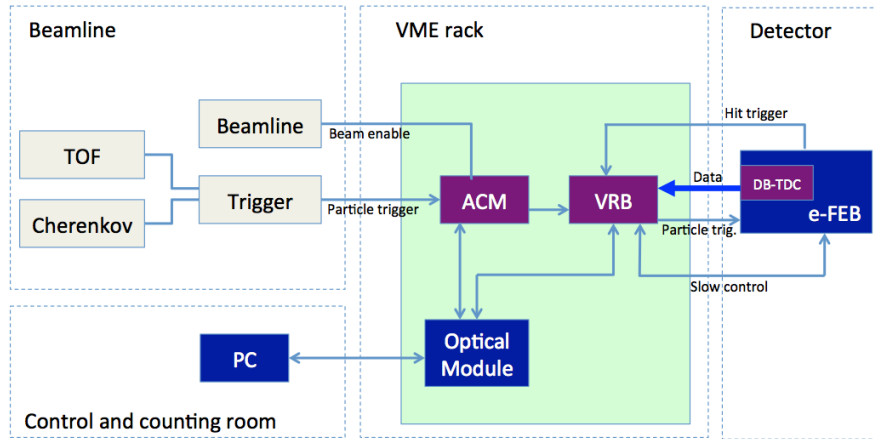 Beamline
VME rack
Detector
Beamline
Beam enable
Hit trigger
TOF
Data
DB-TDC
Trigger
Particle trigger
ACM
VRB
e-FEB
Cherenkov
Particle trig.
Slow control
PC
Optical
Module
Control and counting room